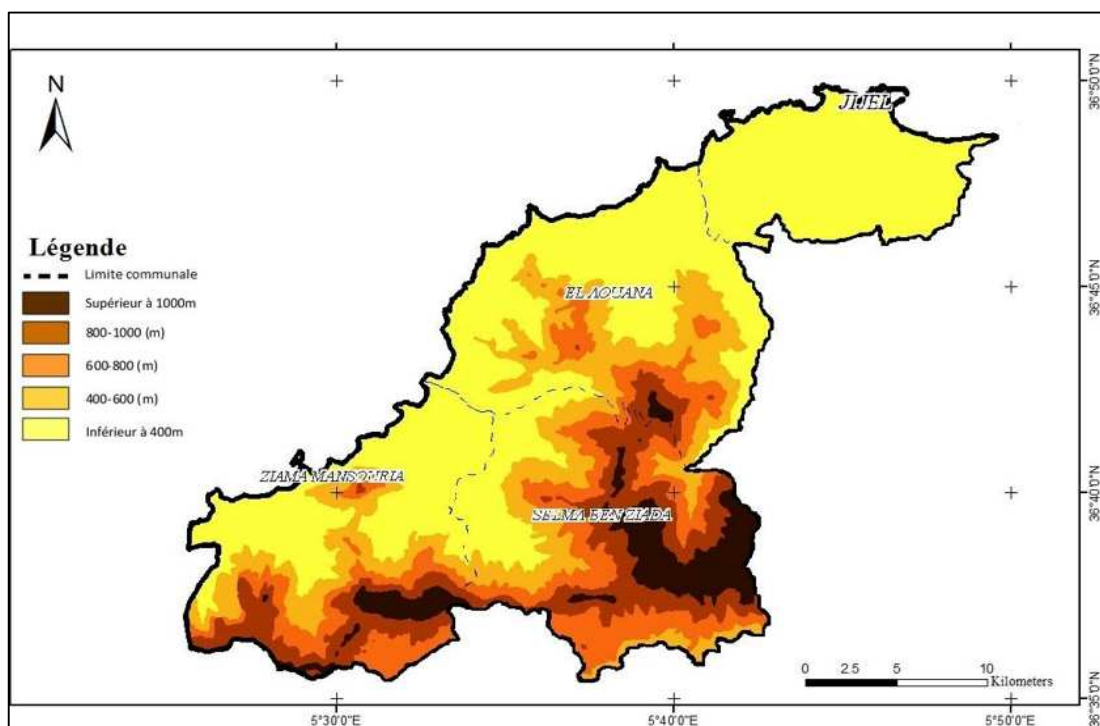 N
JIJEL
36°50'0"N
Légende
Limite communale
Supérieur à 1000m
800-1000 (m)
600-800 (m)
400-600 (m)
Inférieur à 400m
EL AOUANA
36°45'0"N
ZIAMA MANSOURIA
SELMA BEN ZIADA
36°40'0"N
0 2.5 5 10
Kilometers
36°35'0"N
5°30'0"E 5°40'0"E 5°50'0"E